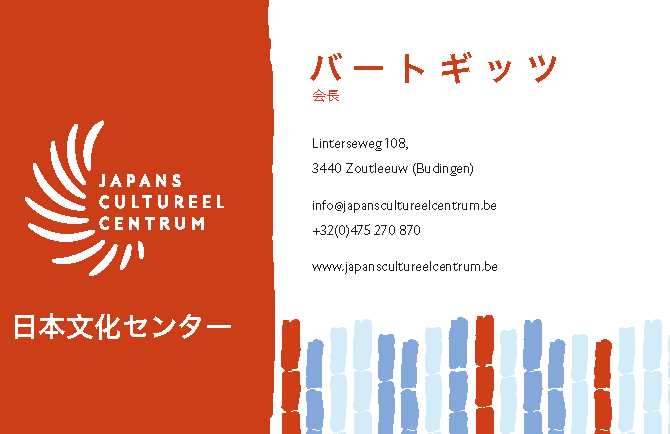 JAPANS
CULTUREEL
CENTRUM
日本文化センター
バートギッツ
会長
Linterseweg 108,
3440 Zoutleeuw (Budingen)
info@japanscultureelcentrum.be
+32(0)475 270 870
www.japanscultureelcentrum.be